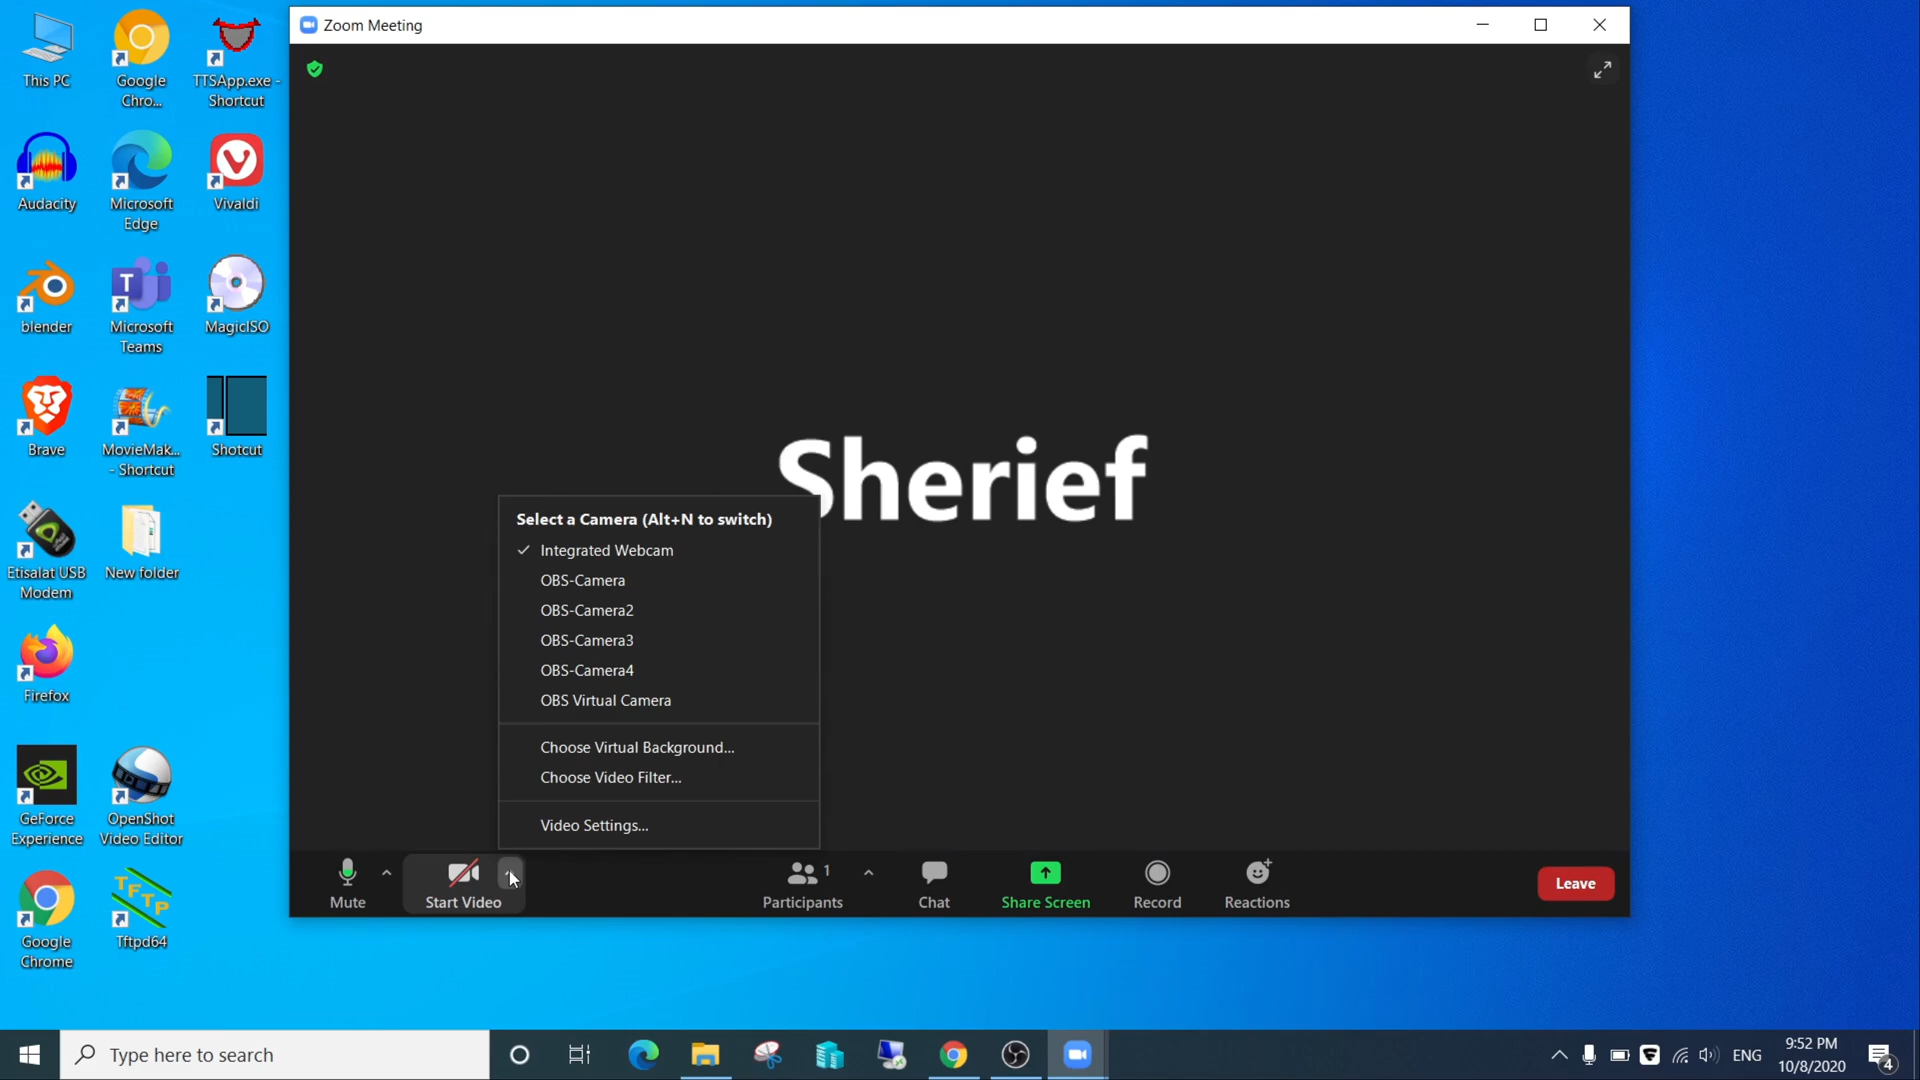 Zoom Meeting
This PC
Google
Chro...
TTSApp.exe -
Shortcut
Audacity
Microsoft
Edge
Vivaldi
blender
Microsoft
Teams
MagicISO
Brave
MovieMak...
- Shortcut
Shotcut
Etisalat USB
Modem
New folder
Firefox
GeForce
Experience
OpenShot
Video Editor
Google
Chrome
TFTP
Tftpd64
Sherief
Select a Camera (Alt+N to switch)
Integrated Webcam
OBS-Camera
OBS-Camera2
OBS-Camera3
OBS-Camera4
OBS Virtual Camera
Choose Virtual Background...
Choose Video Filter...
Video Settings...
Mute
Start Video
Participants
1
Chat
Share Screen
Record
Reactions
Leave
Type here to search
ENG
9:52 PM
10/8/2020
4